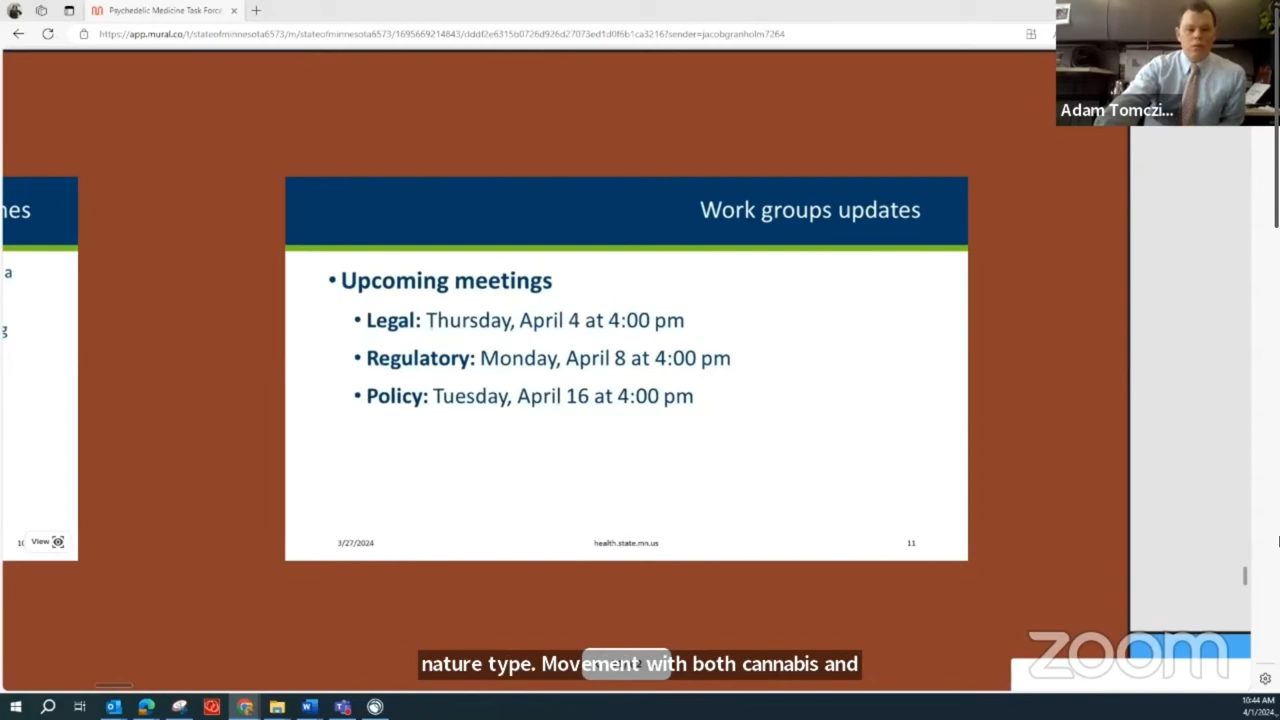 Psychedelic Medicine Task Force
https://app.mural.co/t/stateofminnesota6573/m/stateofminnesota6573/1695669214843/
Adam Tomczi...
nes
Work groups updates
a
• Upcoming meetings
• Legal: Thursday, April 4 at 4:00 pm
g
• Regulatory: Monday, April 8 at 4:00 pm
• Policy: Tuesday, April 16 at 4:00 pm
View
3/27/2024
health.state.mn.us
11
zoom
nature type. Movement with both cannabis and
10:44 AM
4/1/2024